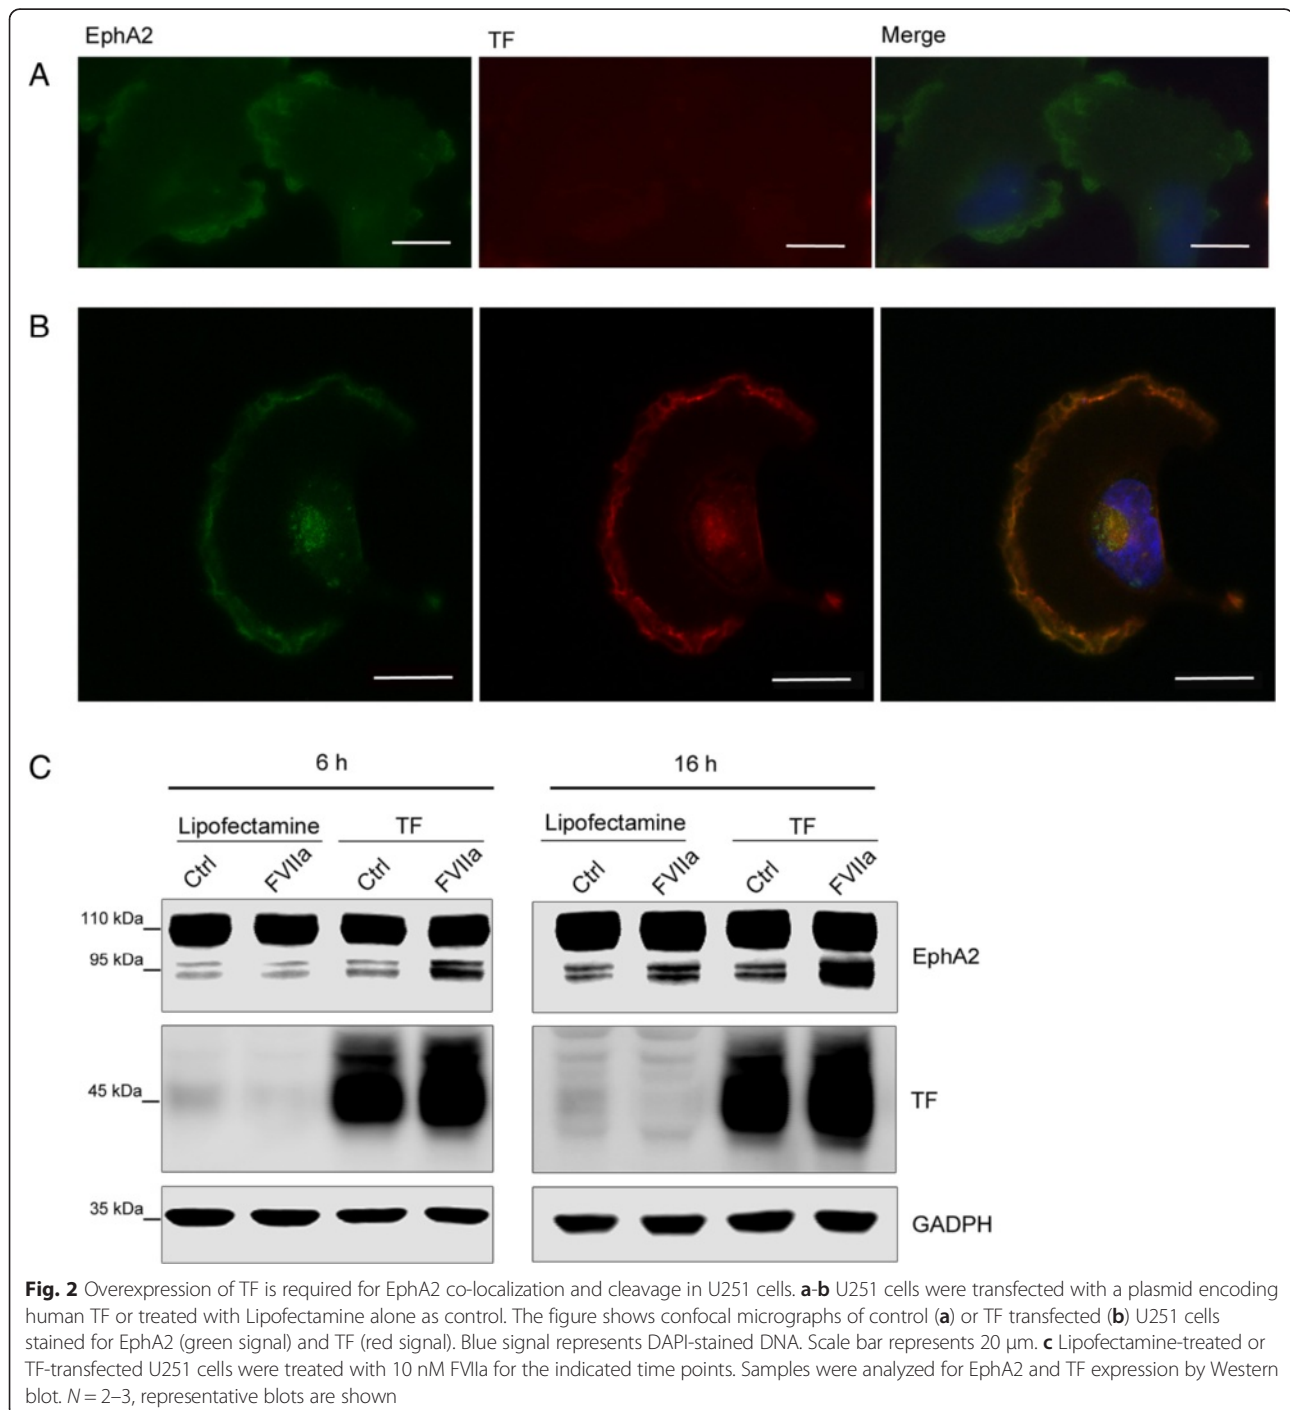 EphA2 TF Merge
A
B
C
6 h 16 h
Lipofectamine TF Lipofectamine TF
Ctrl FVIIa Ctrl FVIIa Ctrl FVIIa Ctrl FVIIa
110 kDa
95 kDa
EphA2
45 kDa
TF
35 kDa
GADPH
Fig. 2 Overexpression of TF is required for EphA2 co-localization and cleavage in U251 cells. a-b U251 cells were transfected with a plasmid encoding
human TF or treated with Lipofectamine alone as control. The figure shows confocal micrographs of control (a) or TF transfected (b) U251 cells
stained for EphA2 (green signal) and TF (red signal). Blue signal represents DAPI-stained DNA. Scale bar represents 20 μm. c Lipofectamine-treated or
TF-transfected U251 cells were treated with 10 nM FVIIa for the indicated time points. Samples were analyzed for EphA2 and TF expression by Western
blot. N = 2–3, representative blots are shown